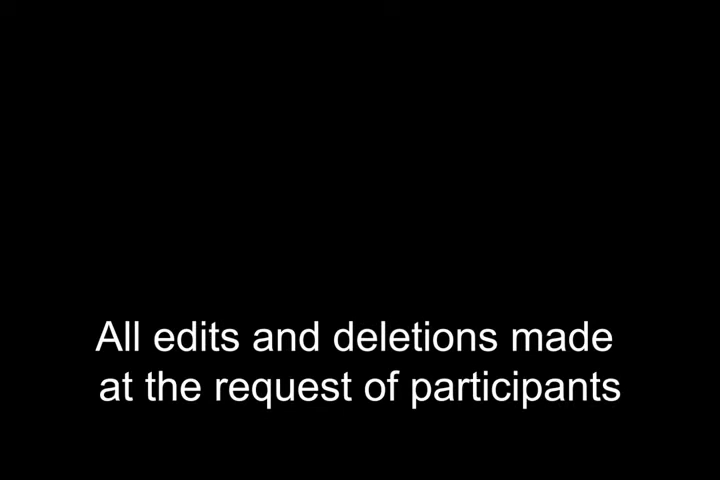 All edits and deletions made
at the request of participants